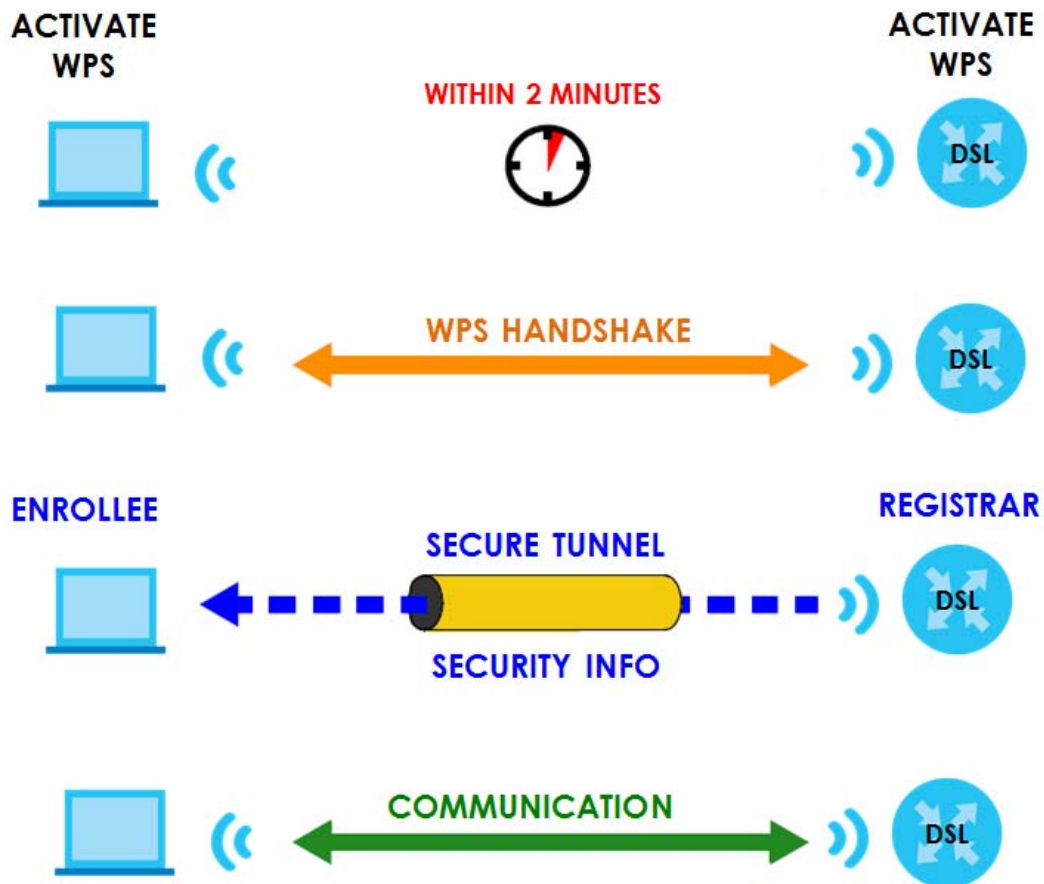 ACTIVATE
WPS
ACTIVATE
WPS
WITHIN 2 MINUTES
DSL
WPS HANDSHAKE
DSL
ENROLLEE
REGISTRAR
SECURE TUNNEL
DSL
SECURITY INFO
COMMUNICATION
DSL